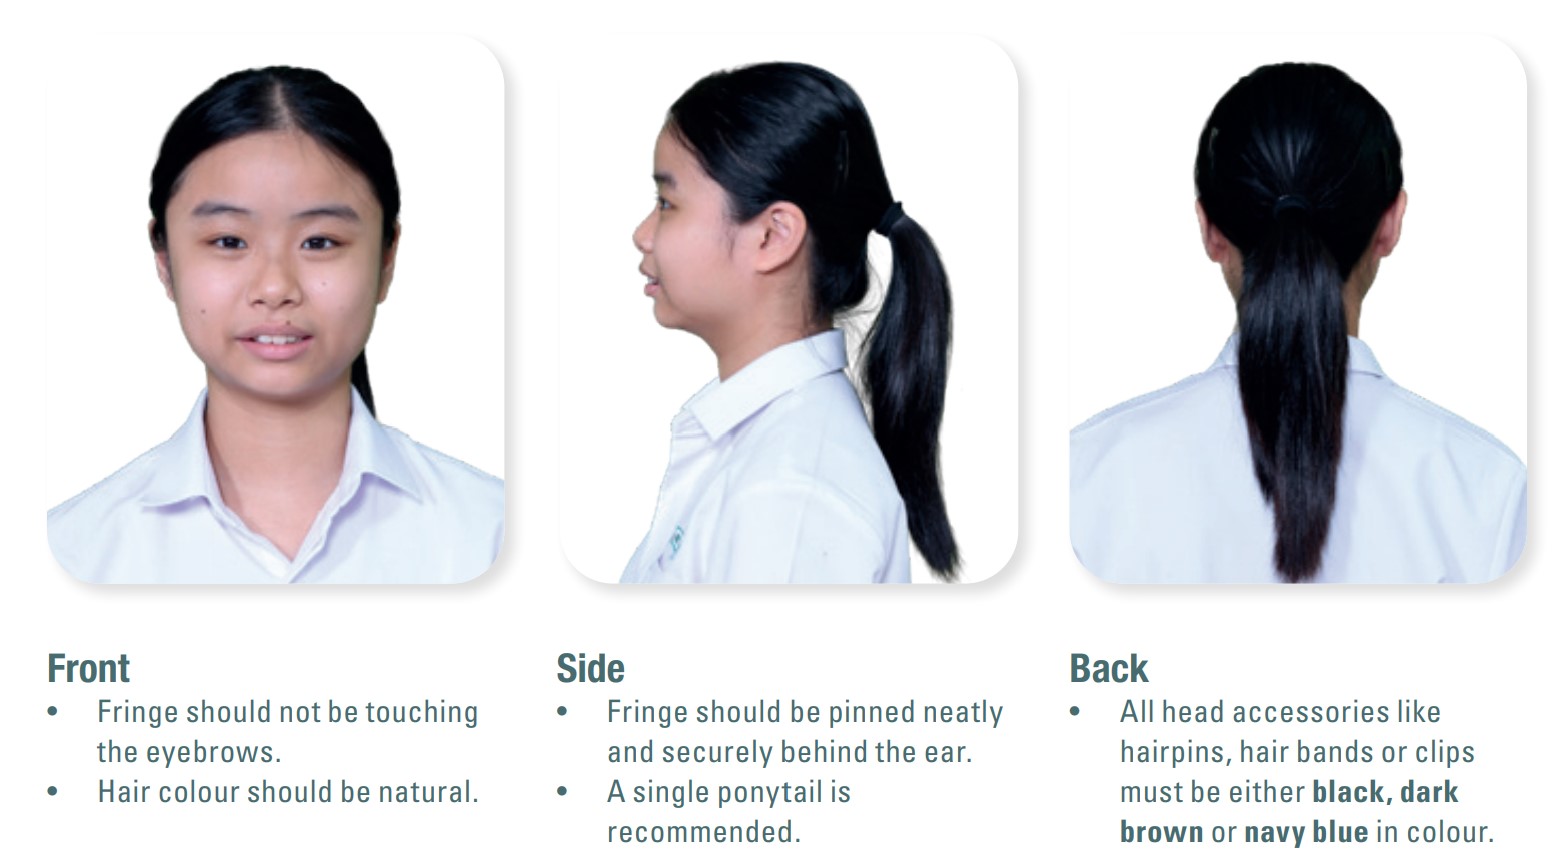 Front
• Fringe should not be touching
the eyebrows.
• Hair colour should be natural.
Side
• Fringe should be pinned neatly
and securely behind the ear.
• A single ponytail is
recommended.
Back
• All head accessories like
hairpins, hair bands or clips
must be either black, dark
brown or navy blue in colour.